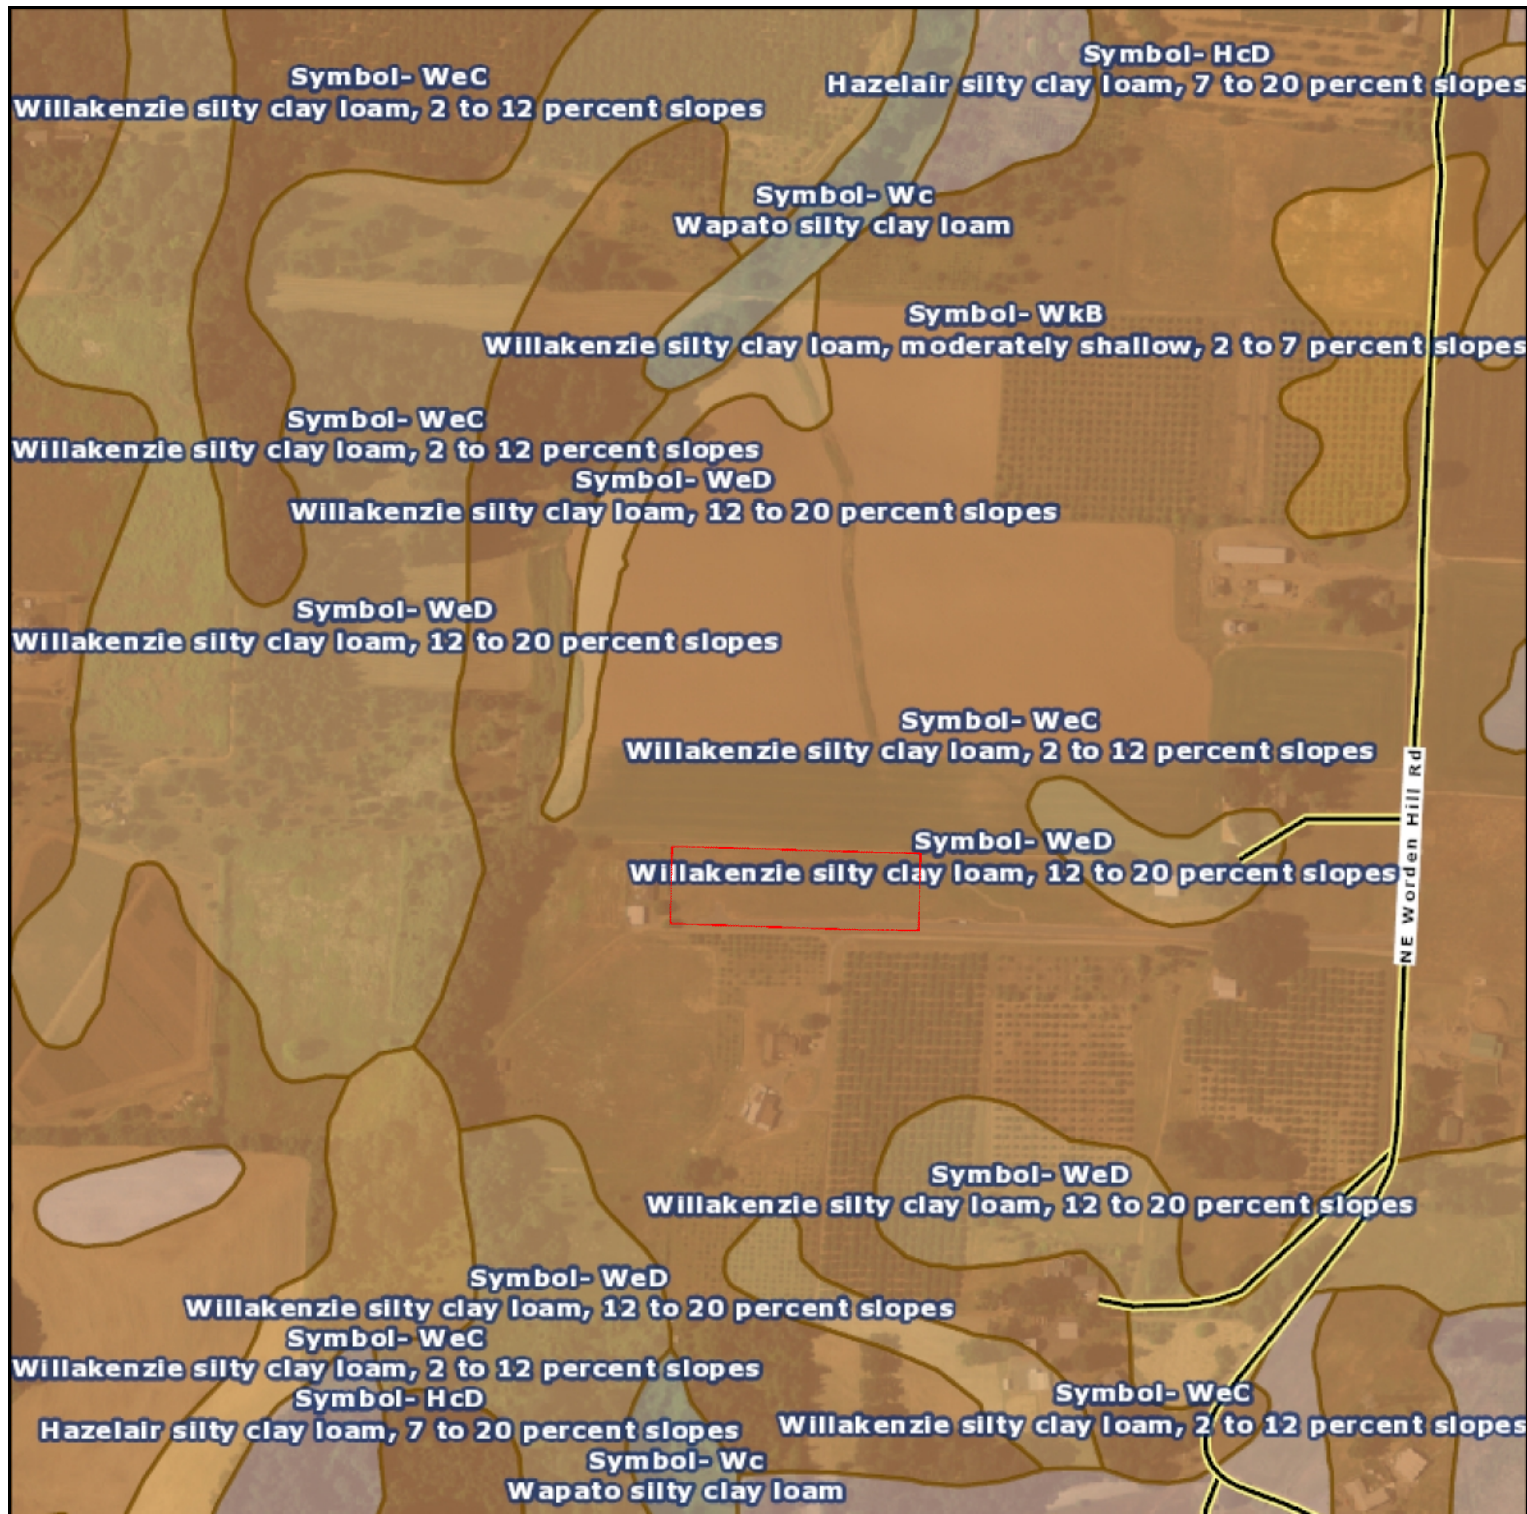 Symbol- HcD
Hazelair silty clay loam, 7 to 20 percent slopes
Symbol- WeC
Willakenzie silty clay loam, 2 to 12 percent slopes
Symbol- Wc
Wapato silty clay loam
Symbol- WkB
Willakenzie silty clay loam, moderately shallow, 2 to 7 percent slopes
Symbol- WeC
Willakenzie silty clay loam, 2 to 12 percent slopes
Symbol- WeD
Willakenzie silty clay loam, 12 to 20 percent slopes
Symbol- WeD
Willakenzie silty clay loam, 12 to 20 percent slopes
Symbol- WeC
Willakenzie silty clay loam, 2 to 12 percent slopes
NE Worden Hill Rd
Symbol- WeD
Willakenzie silty clay loam, 12 to 20 percent slopes
Symbol- WeD
Willakenzie silty clay loam, 12 to 20 percent slopes
Symbol- WeD
Willakenzie silty clay loam, 12 to 20 percent slopes
Symbol- WeC
Willakenzie silty clay loam, 2 to 12 percent slopes
Symbol- HcD
Hazelair silty clay loam, 7 to 20 percent slopes
Symbol- WeC
Willakenzie silty clay loam, 2 to 12 percent slopes
Symbol- Wc
Wapato silty clay loam